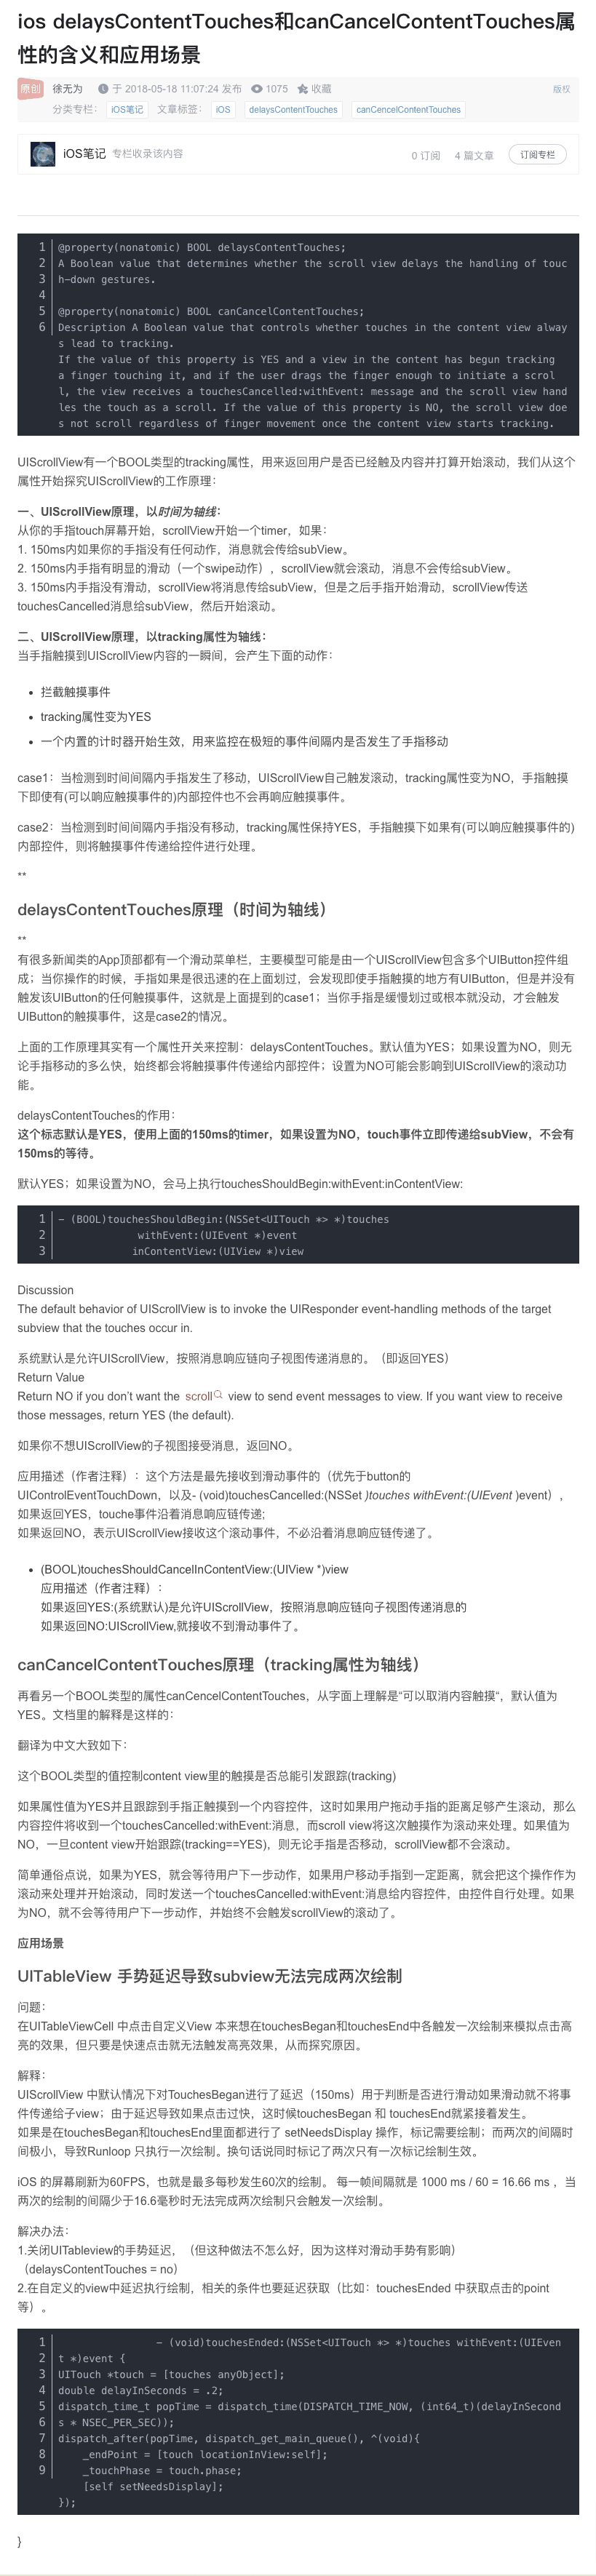 ios delaysContentTouches和canCancelContentTouches属
性的含义和应用场景
原创 徐无为 于 2018-05-18 11:07:24 发布 1075 收藏 版权
分类专栏： iOS笔记 文章标签： iOS delaysContentTouches canCencelContentTouches
iOS笔记 专栏收录该内容 0 订阅 4 篇文章 订阅专栏
1 @property(nonatomic) BOOL delaysContentTouches;
2 A Boolean value that determines whether the scroll view delays the handling of touc
3 h-down gestures.
4
5 @property(nonatomic) BOOL canCancelContentTouches;
6 Description A Boolean value that controls whether touches in the content view alway
s lead to tracking.
If the value of this property is YES and a view in the content has begun tracking
a finger touching it, and if the user drags the finger enough to initiate a scrol
l, the view receives a touchesCancelled:withEvent: message and the scroll view hand
les the touch as a scroll. If the value of this property is NO, the scroll view doe
s not scroll regardless of finger movement once the content view starts tracking.
UIScrollView有一个BOOL类型的tracking属性，用来返回用户是否已经触及内容并打算开始滚动，我们从这个
属性开始探究UIScrollView的工作原理：
一、UIScrollView原理，以时间为轴线：
从你的手指touch屏幕开始，scrollView开始一个timer，如果：
1. 150ms内如果你的手指没有任何动作，消息就会传给subView。
2. 150ms内手指有明显的滑动（一个swipe动作），scrollView就会滚动，消息不会传给subView。
3. 150ms内手指没有滑动，scrollView将消息传给subView，但是之后手指开始滑动，scrollView传送
touchesCancelled消息给subView，然后开始滚动。
二、UIScrollView原理，以tracking属性为轴线：
当手指触摸到UIScrollView内容的一瞬间，会产生下面的动作：
• 拦截触摸事件
• tracking属性变为YES
• 一个内置的计时器开始生效，用来监控在极短的事件间隔内是否发生了手指移动
case1：当检测到时间间隔内手指发生了移动，UIScrollView自己触发滚动，tracking属性变为NO，手指触摸
下即使有(可以响应触摸事件的)内部控件也不会再响应触摸事件。
case2：当检测到时间间隔内手指没有移动，tracking属性保持YES，手指触摸下如果有(可以响应触摸事件的)
内部控件，则将触摸事件传递给控件进行处理。
**
delaysContentTouches原理（时间为轴线）
**
有很多新闻类的App顶部都有一个滑动菜单栏，主要模型可能是由一个UIScrollView包含多个UIButton控件组
成；当你操作的时候，手指如果是很迅速的在上面划过，会发现即使手指触摸的地方有UIButton，但是并没有
触发该UIButton的任何触摸事件，这就是上面提到的case1；当你手指是缓慢划过或根本就没动，才会触发
UIButton的触摸事件，这是case2的情况。
上面的工作原理其实有一个属性开关来控制：delaysContentTouches。默认值为YES；如果设置为NO，则无
论手指移动的多么快，始终都会将触摸事件传递给内部控件；设置为NO可能会影响到UIScrollView的滚动功
能。
delaysContentTouches的作用：
这个标志默认是YES，使用上面的150ms的timer，如果设置为NO，touch事件立即传递给subView，不会有
150ms的等待。
默认YES；如果设置为NO，会马上执行touchesShouldBegin:withEvent:inContentView:
1 - (BOOL)touchesShouldBegin:(NSSet<UITouch *> *)touches
2 withEvent:(UIEvent *)event
3 inContentView:(UIView *)view
Discussion
The default behavior of UIScrollView is to invoke the UIResponder event-handling methods of the target
subview that the touches occur in.
系统默认是允许UIScrollView，按照消息响应链向子视图传递消息的。（即返回YES）
Return Value
Return NO if you don’t want the scroll view to send event messages to view. If you want view to receive
those messages, return YES (the default).
如果你不想UIScrollView的子视图接受消息，返回NO。
应用描述（作者注释）：这个方法是最先接收到滑动事件的（优先于button的
UIControlEventTouchDown，以及- (void)touchesCancelled:(NSSet )touches withEvent:(UIEvent )event），
如果返回YES，touche事件沿着消息响应链传递;
如果返回NO，表示UIScrollView接收这个滚动事件，不必沿着消息响应链传递了。
• (BOOL)touchesShouldCancelInContentView:(UIView *)view
应用描述（作者注释）：
如果返回YES:(系统默认)是允许UIScrollView，按照消息响应链向子视图传递消息的
如果返回NO:UIScrollView,就接收不到滑动事件了。
canCancelContentTouches原理（tracking属性为轴线）
再看另一个BOOL类型的属性canCencelContentTouches，从字面上理解是“可以取消内容触摸“，默认值为
YES。文档里的解释是这样的：
翻译为中文大致如下：
这个BOOL类型的值控制content view里的触摸是否总能引发跟踪(tracking)
如果属性值为YES并且跟踪到手指正触摸到一个内容控件，这时如果用户拖动手指的距离足够产生滚动，那么
内容控件将收到一个touchesCancelled:withEvent:消息，而scroll view将这次触摸作为滚动来处理。如果值为
NO，一旦content view开始跟踪(tracking==YES)，则无论手指是否移动，scrollView都不会滚动。
简单通俗点说，如果为YES，就会等待用户下一步动作，如果用户移动手指到一定距离，就会把这个操作作为
滚动来处理并开始滚动，同时发送一个touchesCancelled:withEvent:消息给内容控件，由控件自行处理。如果
为NO，就不会等待用户下一步动作，并始终不会触发scrollView的滚动了。
应用场景
UITableView 手势延迟导致subview无法完成两次绘制
问题：
在UITableViewCell 中点击自定义View 本来想在touchesBegan和touchesEnd中各触发一次绘制来模拟点击高
亮的效果，但只要是快速点击就无法触发高亮效果，从而探究原因。
解释：
UIScrollView 中默认情况下对TouchesBegan进行了延迟（150ms）用于判断是否进行滑动如果滑动就不将事
件传递给子view；由于延迟导致如果点击过快，这时候touchesBegan 和 touchesEnd就紧接着发生。
如果是在touchesBegan和touchesEnd里面都进行了 setNeedsDisplay 操作，标记需要绘制；而两次的间隔时
间极小，导致Runloop 只执行一次绘制。换句话说同时标记了两次只有一次标记绘制生效。
iOS 的屏幕刷新为60FPS，也就是最多每秒发生60次的绘制。 每一帧间隔就是 1000 ms / 60 = 16.66 ms ，当
两次的绘制的间隔少于16.6毫秒时无法完成两次绘制只会触发一次绘制。
解决办法：
1.关闭UITableview的手势延迟，（但这种做法不怎么好，因为这样对滑动手势有影响）
（delaysContentTouches = no）
2.在自定义的view中延迟执行绘制，相关的条件也要延迟获取（比如：touchesEnded 中获取点击的point
等）。
1 - (void)touchesEnded:(NSSet<UITouch *> *)touches withEvent:(UIEven
2 t *)event {
3 UITouch *touch = [touches anyObject];
4 double delayInSeconds = .2;
5 dispatch_time_t popTime = dispatch_time(DISPATCH_TIME_NOW, (int64_t)(delayInSecond
6 s * NSEC_PER_SEC));
7 dispatch_after(popTime, dispatch_get_main_queue(), ^(void){
8 _endPoint = [touch locationInView:self];
9 _touchPhase = touch.phase;
[self setNeedsDisplay];
});
}